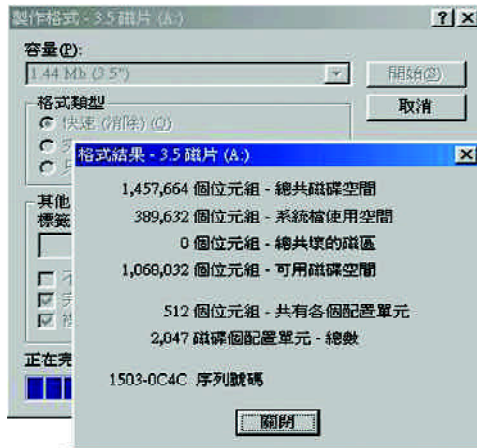 製作格式 - 3.5 磁片 (A:)
容量(P):
1.44 Mb (3.5")
開始(S)
取消
格式類型
快速 (消除) (Q)
格式結果 - 3.5 磁片 (A:)
1,457,664 個位元組 - 總共磁碟空間
389,632 個位元組 - 系統檔使用空間
0 個位元組 - 總共壞的磁區
1,068,032 個位元組 - 可用磁碟空間
512 個位元組 - 共有各個配置單元
2,047 磁碟個配置單元 - 總數
1503-0C4C 序列號碼
關閉
其他
標籤
正在完